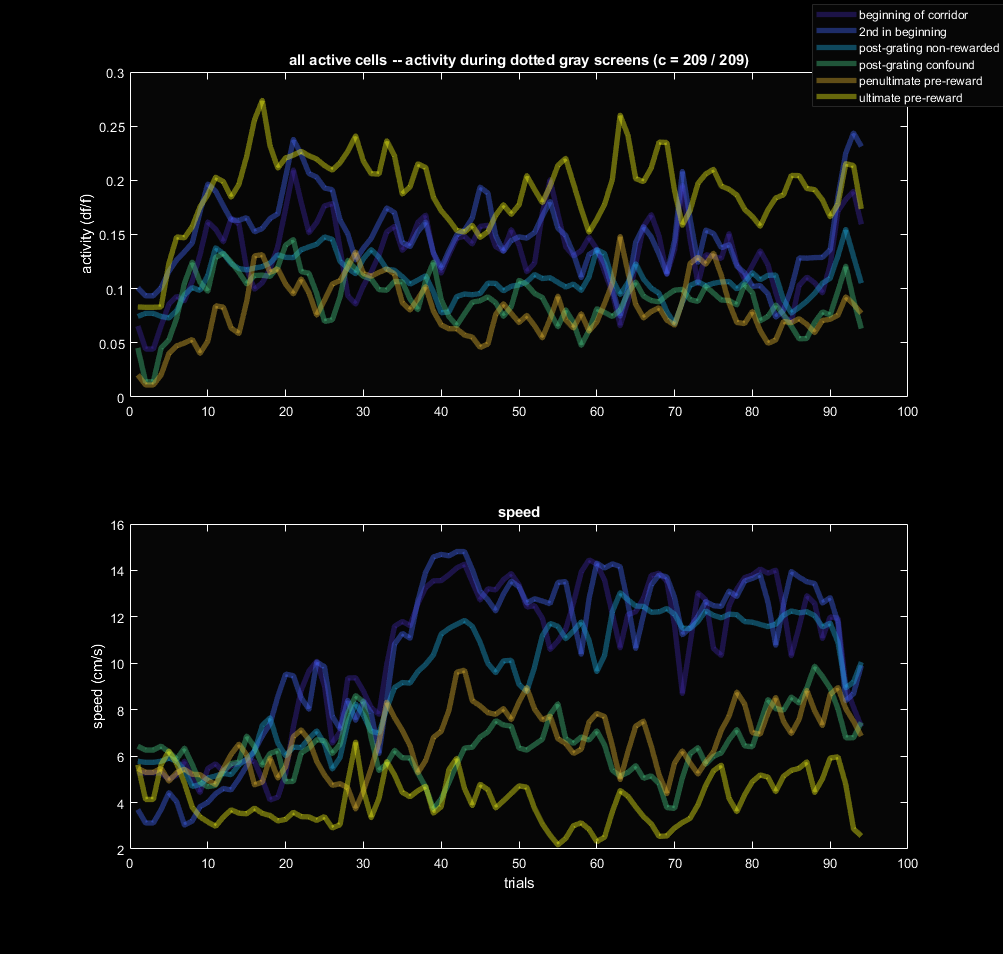 beginning of corridor
2nd in beginning
post-grating non-rewarded
post-grating confound
penultimate pre-reward
ultimate pre-reward
all active cells -- activity during dotted gray screens (c = 209 / 209)
0.3
0.25
0.2
0.15
0.1
0.05
0
activity (df/f)
0 10 20 30 40 50 60 70 80 90 100
speed
16
14
12
10
8
6
4
2
speed (cm/s)
0 10 20 30 40 50 60 70 80 90 100
trials